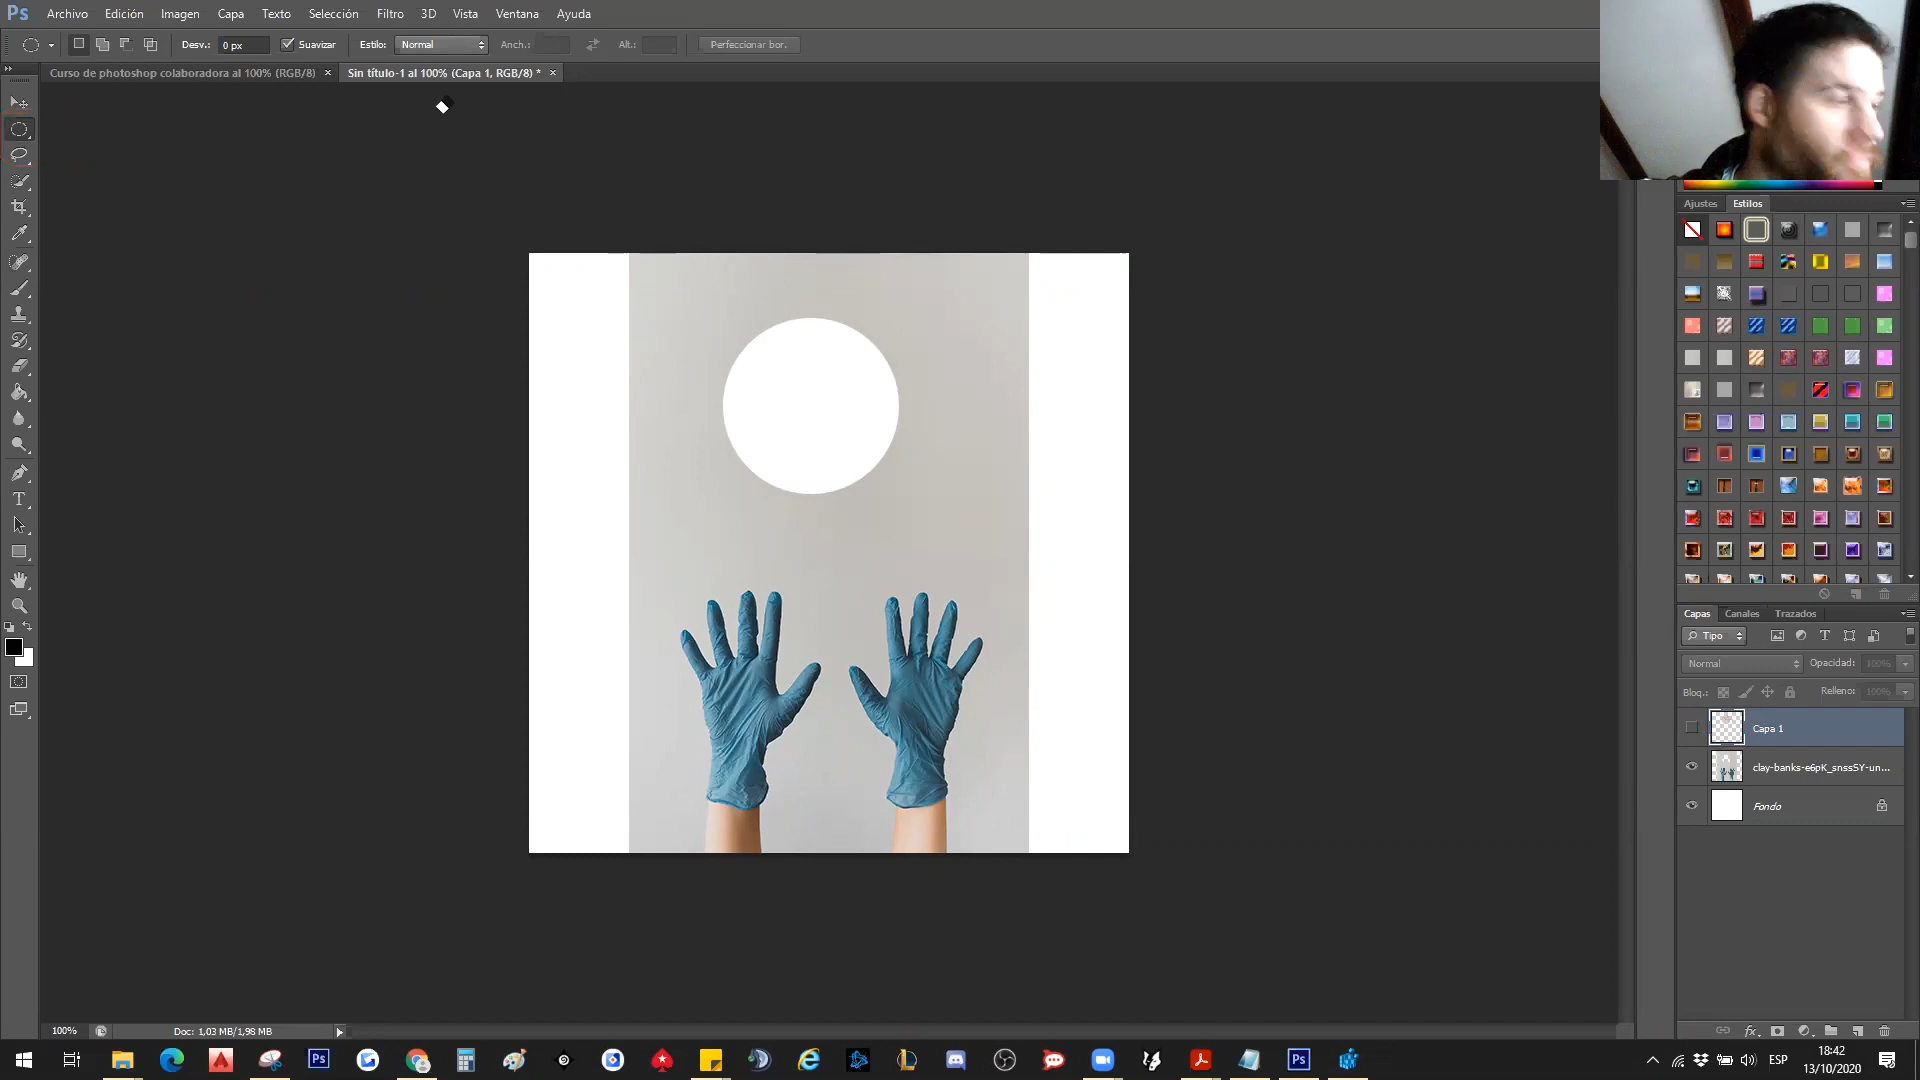 Ps Archivo Edición Imagen Capa Texto Selección Filtro 3D Vista Ventana Ayuda
Desv.: 0 px Suavizar Estilo: Normal Anch.: Alt.: Perfeccionar bor.
Curso de photoshop colaboradora al 100% (RGB/8) × Sin título-1 al 100% (Capa 1, RGB/8) * ×
Ajustes Estilos
Capas Canales Trazados
Tipo
Normal Opacidad: 100%
Bloq.: Relleno: 100%
Capa 1
clay-banks-e6pK_snssSY-un...
Fondo
100% Doc: 1,03 MB/1,98 MB
ESP
18:42
13/10/2020